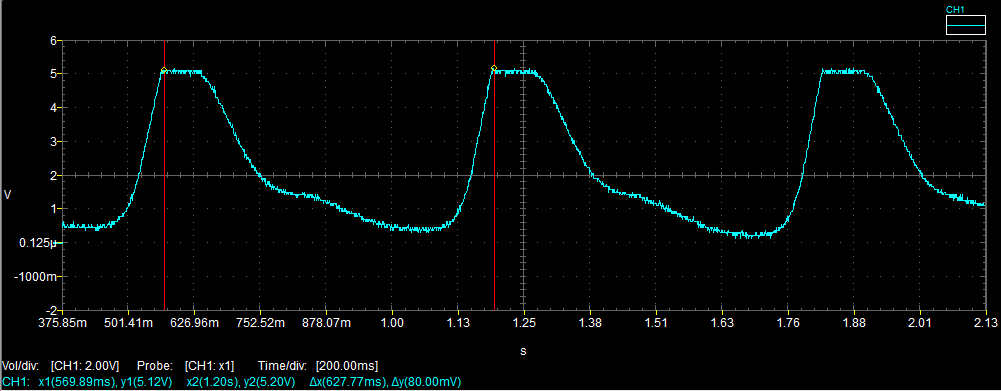 CH1
6
5
4
3
2
V
1
0.125µ
-1000m
-2
375.85m 501.41m 626.96m 752.52m 878.07m 1.00 1.13 1.25 1.38 1.51 1.63 1.76 1.88 2.01 2.13
s
Vol/div: [CH1: 2.00V] Probe: [CH1: x1] Time/div: [200.00ms]
CH1: x1(569.89ms), y1(5.12V) x2(1.20s), y2(5.20V) Δx(627.77ms), Δy(80.00mV)